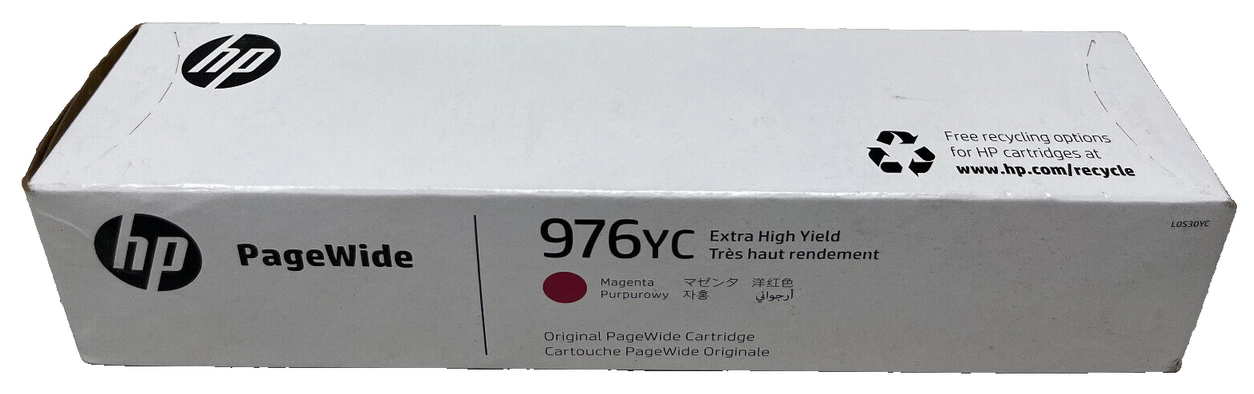 hp
Free recycling options
for HP cartridges at
www.hp.com/recycle
L0S30YC
hp
PageWide
976YC
Extra High Yield
Très haut rendement
Magenta マゼンタ 洋红色
Purpurowy 자홍 أرجواني
Original PageWide Cartridge
Cartouche PageWide Originale